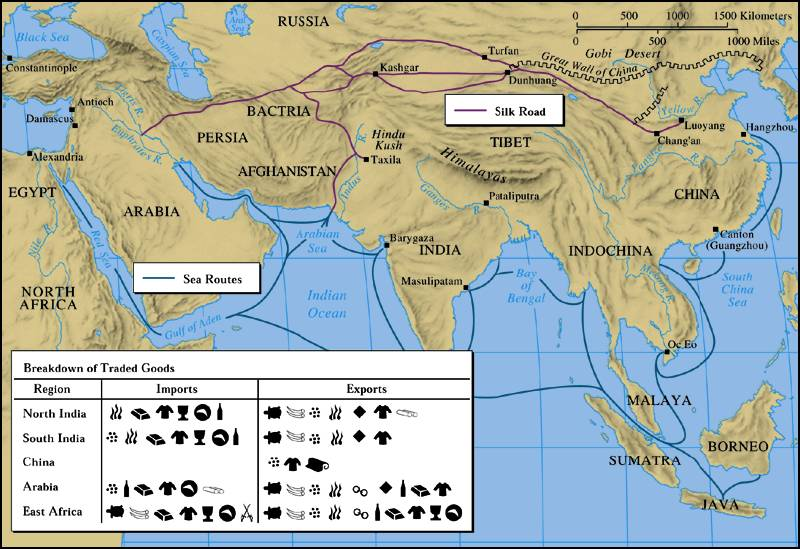 RUSSIA
0 500 1000 1500 Kilometers
0 500 1000 Miles
Black Sea
Aral Sea
Caspian Sea
Constantinople
Turfan
Gobi Desert
Great Wall of China
Kashgar
Dunhuang
Antioch
Tigris R.
BACTRIA
Silk Road
Yellow R.
Damascus
Euphrates R.
PERSIA
Hindu Kush
Luoyang
Hangzhou
Chang'an
TIBET
Taxila
Alexandria
AFGHANISTAN
Himalayas
Yangtze R.
EGYPT
Indus R.
Ganges R.
Pataliputra
CHINA
ARABIA
Nile R.
Red Sea
Arabian Sea
Barygaza
INDIA
INDOCHINA
Canton
(Guangzhou)
Sea Routes
Masulipatam
Bay of Bengal
Mekong R.
South China Sea
NORTH AFRICA
Indian Ocean
Gulf of Aden
Oc Eo
MALAYA
BORNEO
SUMATRA
JAVA
Breakdown of Traded Goods
Region Imports Exports
North India
South India
China
Arabia
East Africa